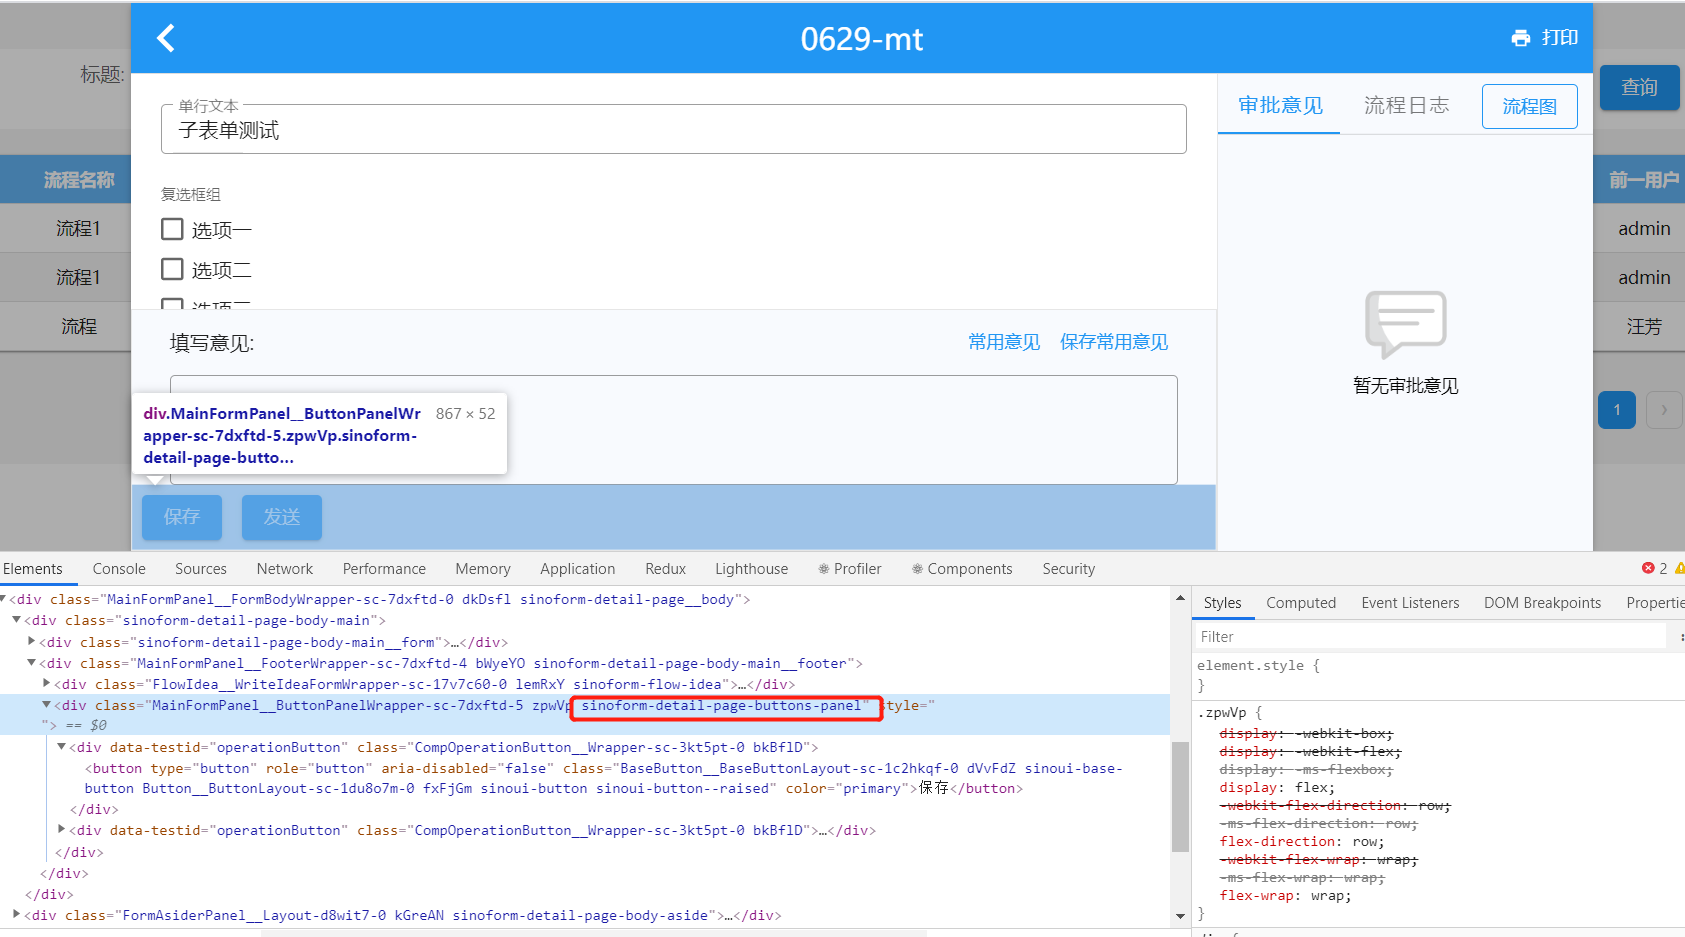 0629-mt
打印
标题:
单行文本
子表单测试
审批意见
流程日志
流程图
查询
流程名称
前一用户
复选框组
流程1
选项一
admin
流程1
选项二
admin
选项三
流程
汪芳
填写意见:
常用意见
保存常用意见
暂无审批意见
div.MainFormPanel__ButtonPanelWr
apper-sc-7dxftd-5.zpwVp.sinoform-
detail-page-butto...
867 × 52
1
保存
发送
Elements Console Sources Network Performance Memory Application Redux Lighthouse Profiler Components Security
2
<div class="MainFormPanel__FormBodyWrapper-sc-7dxftd-0 dkDsfl sinoform-detail-page__body">
<div class="sinoform-detail-page-body-main">
<div class="sinoform-detail-page-body-main__form">…</div>
<div class="MainFormPanel__FooterWrapper-sc-7dxftd-4 bWyeYO sinoform-detail-page-body-main__footer">
<div class="FlowIdea__WriteIdeaFormWrapper-sc-17v7c60-0 lemRxY sinoform-flow-idea">…</div>
<div class="MainFormPanel__ButtonPanelWrapper-sc-7dxftd-5 zpwVp sinoform-detail-page-buttons-panel" style="
"> == $0
<div data-testid="operationButton" class="CompOperationButton__Wrapper-sc-3kt5pt-0 bkBflD">
<button type="button" role="button" aria-disabled="false" class="BaseButton__BaseButtonLayout-sc-1c2hkqf-0 dVvFdZ sinoui-base-
button Button__ButtonLayout-sc-1du8o7m-0 fxFjGm sinoui-button sinoui-button--raised" color="primary">保存</button>
</div>
<div data-testid="operationButton" class="CompOperationButton__Wrapper-sc-3kt5pt-0 bkBflD">…</div>
</div>
</div>
</div>
<div class="FormAsiderPanel__Layout-d8wit7-0 kGreAN sinoform-detail-page-body-aside">…</div>
Styles Computed Event Listeners DOM Breakpoints Propertie
Filter
element.style {
}
.zpwVp {
display: -webkit-box;
display: -webkit-flex;
display: -ms-flexbox;
display: flex;
-webkit-flex-direction: row;
-ms-flex-direction: row;
flex-direction: row;
-webkit-flex-wrap: wrap;
-ms-flex-wrap: wrap;
flex-wrap: wrap;
}